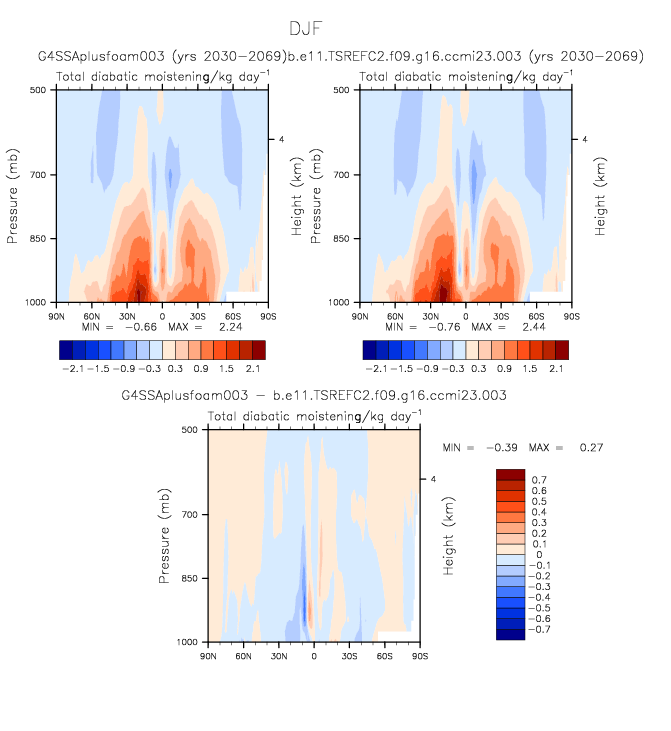 DJF
G4SSAplusfoam003 (yrs 2030−2069)b.e11.TSREFC2.f09.g16.ccmi23.003 (yrs 2030−2069)
Total diabatic moistening/kg day−1 Total diabatic moistening/kg day−1
500 500
4 4
700 700
Pressure (mb) Height (km) Pressure (mb) Height (km)
850 850
1000 1000
90N 60N 30N 0 30S 60S 90S 90N 60N 30N 0 30S 60S 90S
MIN = −0.66 MAX = 2.24 MIN = −0.76 MAX = 2.44
−2.1 −1.5 −0.9 −0.3 0.3 0.9 1.5 2.1 −2.1 −1.5 −0.9 −0.3 0.3 0.9 1.5 2.1
G4SSAplusfoam003 − b.e11.TSREFC2.f09.g16.ccmi23.003
Total diabatic moistening/kg day−1
500
MIN = −0.39 MAX = 0.27
4
700
Pressure (mb) Height (km)
850
1000
90N 60N 30N 0 30S 60S 90S
0.7
0.6
0.5
0.4
0.3
0.2
0.1
0
−0.1
−0.2
−0.3
−0.4
−0.5
−0.6
−0.7